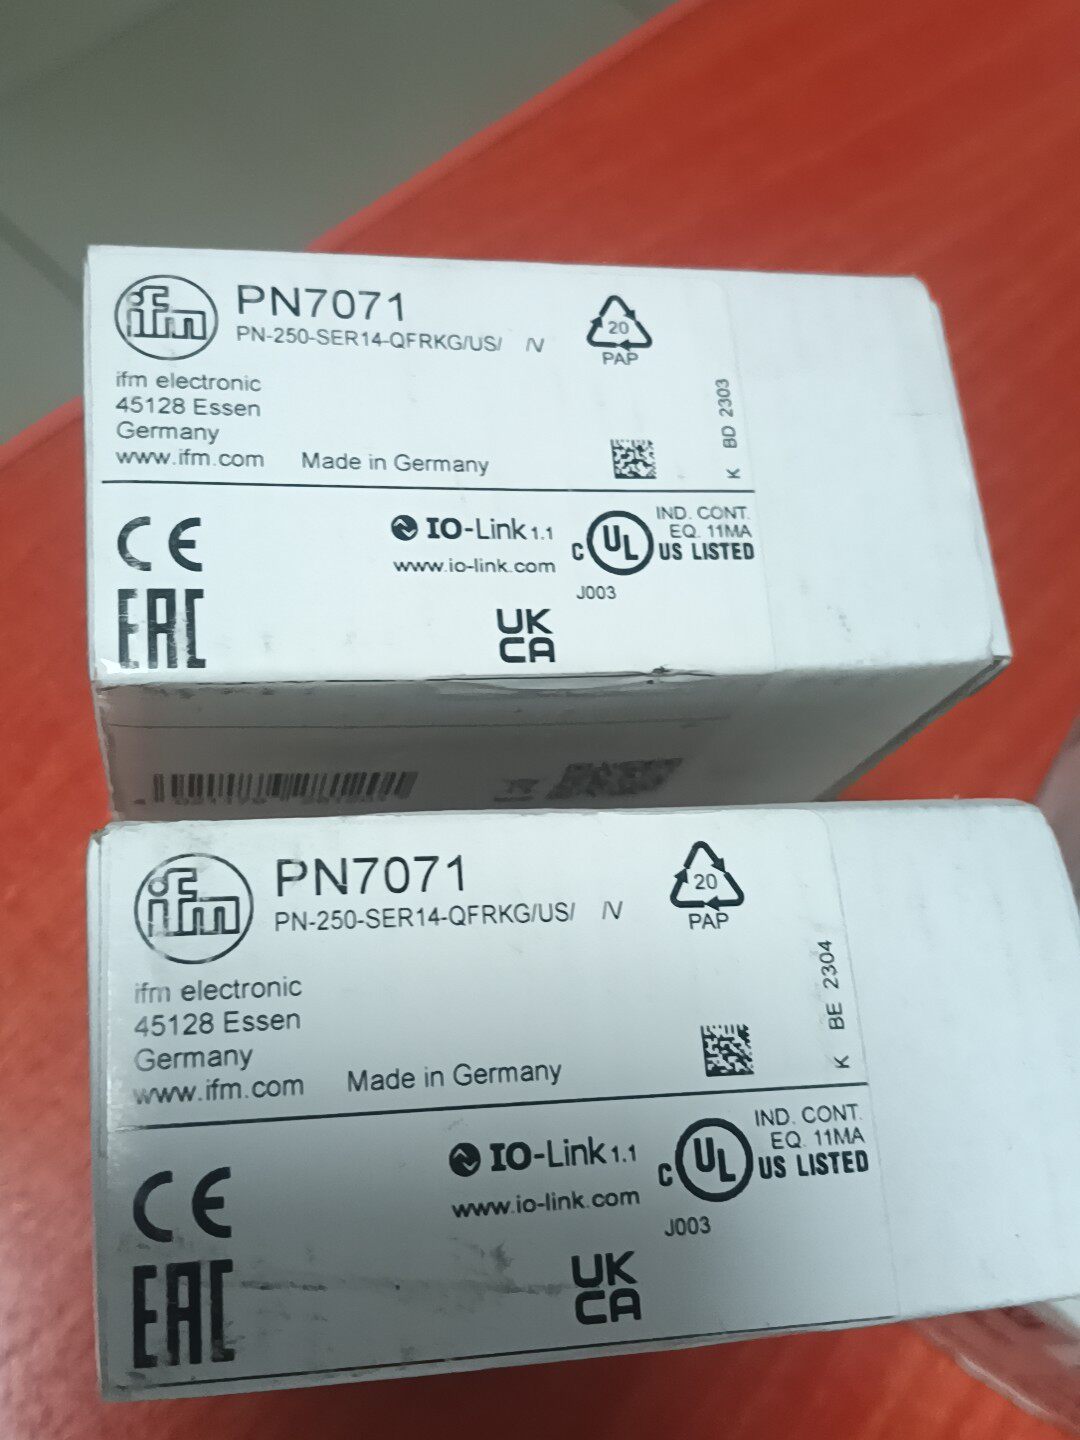 ifm
PN7071
PN-250-SER14-QFRKG/US/ /V
20
PAP
ifm electronic
45128 Essen
Germany
www.ifm.com Made in Germany
K BD 2303
CE
IO-Link 1.1
www.io-link.com
C UL US LISTED
IND. CONT.
EQ. 11MA
J003
EAC
UK
CA
ifm
PN7071
PN-250-SER14-QFRKG/US/ /V
20
PAP
ifm electronic
45128 Essen
Germany
www.ifm.com Made in Germany
K BE 2304
CE
IO-Link 1.1
www.io-link.com
C UL US LISTED
IND. CONT.
EQ. 11MA
J003
EAC
UK
CA